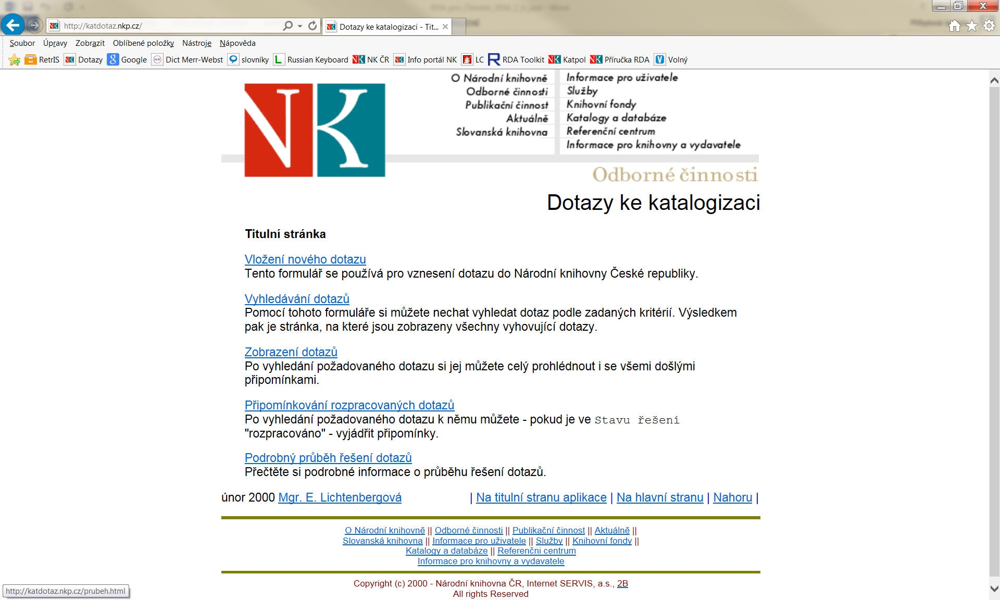 http://katdotaz.nkp.cz/
Dotazy ke katalogizaci - Tit...
Soubor Úpravy Zobrazit Oblíbené položky Nástroje Nápověda
RetrIS Dotazy Google Dict Merr-Webst slovníky Russian Keyboard NK ČR Info portál NK LC RDA Toolkit Katpol Příručka RDA Volný
NK
O Národní knihovně
Odborné činnosti
Publikační činnost
Aktuálně
Slovanská knihovna
Informace pro uživatele
Služby
Knihovní fondy
Katalogy a databáze
Referenční centrum
Informace pro knihovny a vydavatele
Odborné činnosti
Dotazy ke katalogizaci
Titulní stránka
Vložení nového dotazu
Tento formulář se používá pro vznesení dotazu do Národní knihovny České republiky.
Vyhledávání dotazů
Pomocí tohoto formuláře si můžete nechat vyhledat dotaz podle zadaných kritérií. Výsledkem
pak je stránka, na které jsou zobrazeny všechny vyhovující dotazy.
Zobrazení dotazů
Po vyhledání požadovaného dotazu si jej můžete celý prohlédnout i se všemi došlými
připomínkami.
Připomínkování rozpracovaných dotazů
Po vyhledání požadovaného dotazu k němu můžete - pokud je ve Stavu řešení
"rozpracováno" - vyjádřit připomínky.
Podrobný průběh řešení dotazů
Přečtěte si podrobné informace o průběhu řešení dotazů.
únor 2000 Mgr. E. Lichtenbergová | Na titulní stranu aplikace | Na hlavní stranu | Nahoru |
O Národní knihovně || Odborné činnosti || Publikační činnost || Aktuálně ||
Slovanská knihovna || Informace pro uživatele || Služby || Knihovní fondy ||
Katalogy a databáze || Referenčni centrum
Informace pro knihovny a vydavatele
Copyright (c) 2000 - Národní knihovna ČR, Internet SERVIS, a.s., 2B
All rights Reserved
http://katdotaz.nkp.cz/prubeh.html